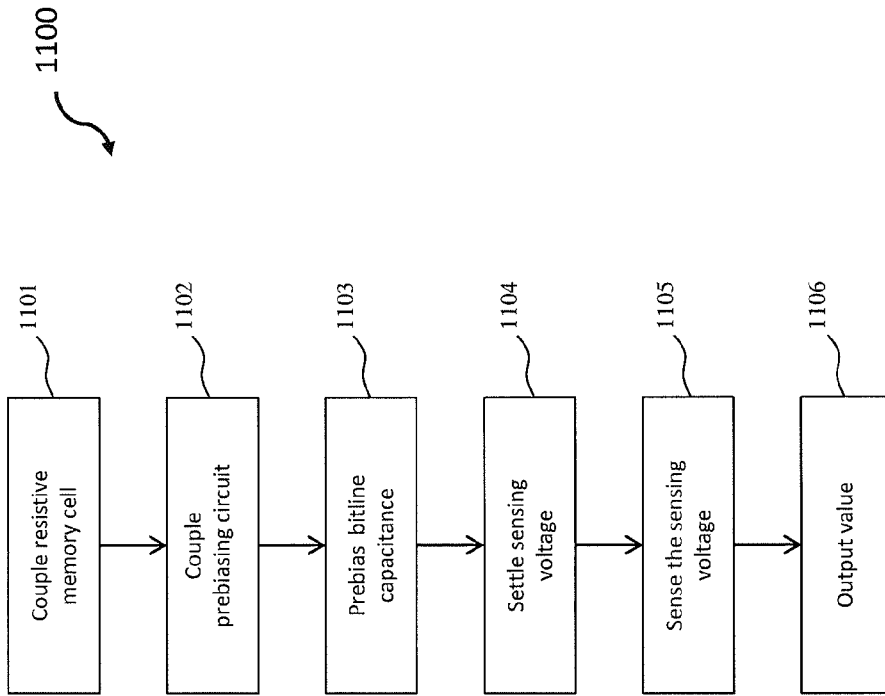 1100
1101
Couple resistive
memory cell
1102
Couple
prebiasing circuit
1103
Prebias bitline
capacitance
1104
Settle sensing
voltage
1105
Sense the sensing
voltage
1106
Output value